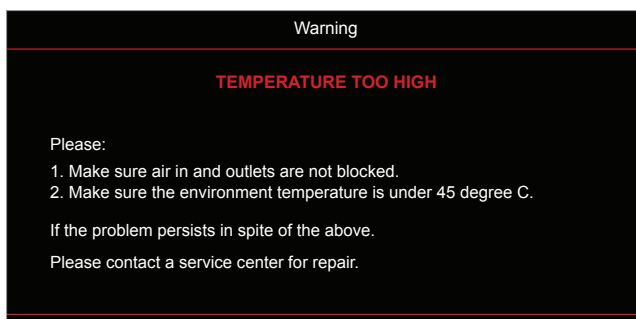 Warning
TEMPERATURE TOO HIGH
Please:
1. Make sure air in and outlets are not blocked.
2. Make sure the environment temperature is under 45 degree C.
If the problem persists in spite of the above.
Please contact a service center for repair.